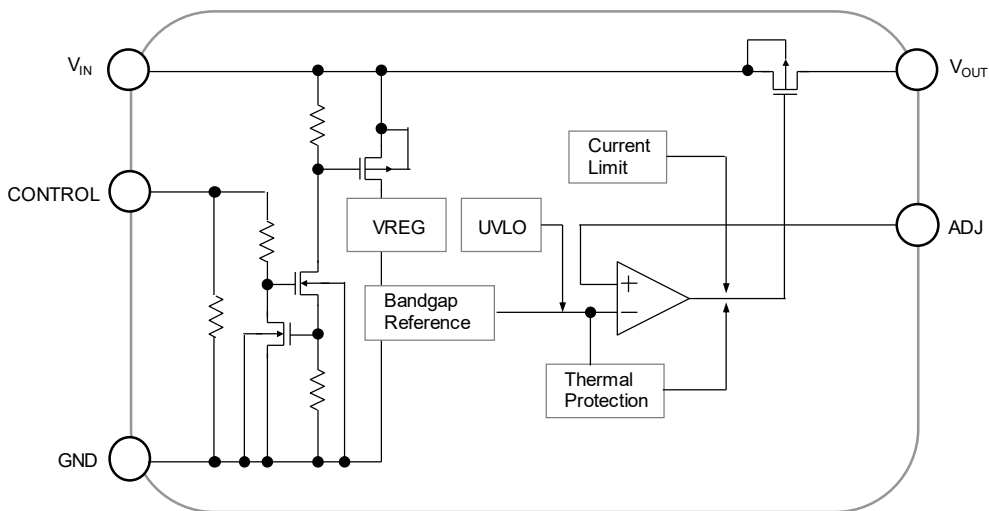 VIN
VOUT
Current
Limit
CONTROL
VREG
UVLO
ADJ
+
Bandgap
Reference
−
Thermal
Protection
GND